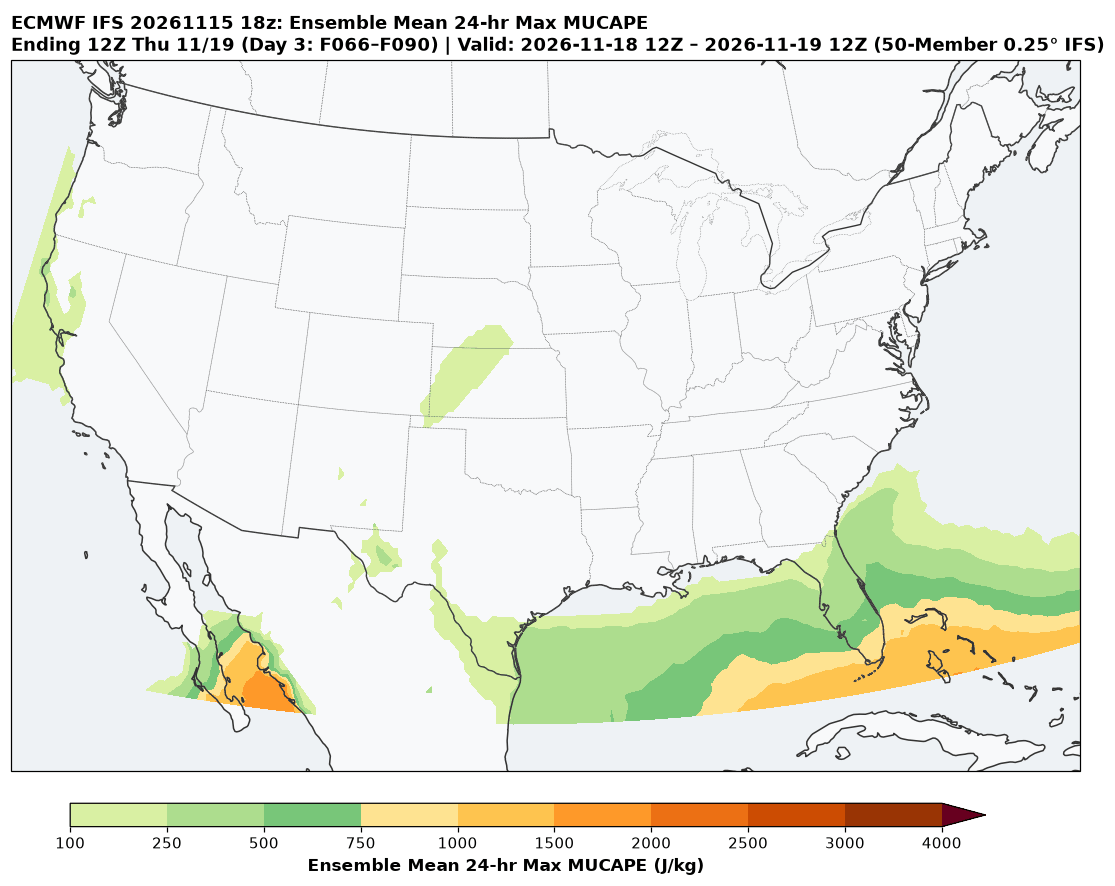 ECMWF IFS 20261115 18z: Ensemble Mean 24-hr Max MUCAPE
Ending 12Z Thu 11/19 (Day 3: F066–F090) | Valid: 2026-11-18 12Z – 2026-11-19 12Z (50-Member 0.25° IFS)
100 250 500 750 1000 1500 2000 2500 3000 4000
Ensemble Mean 24-hr Max MUCAPE (J/kg)